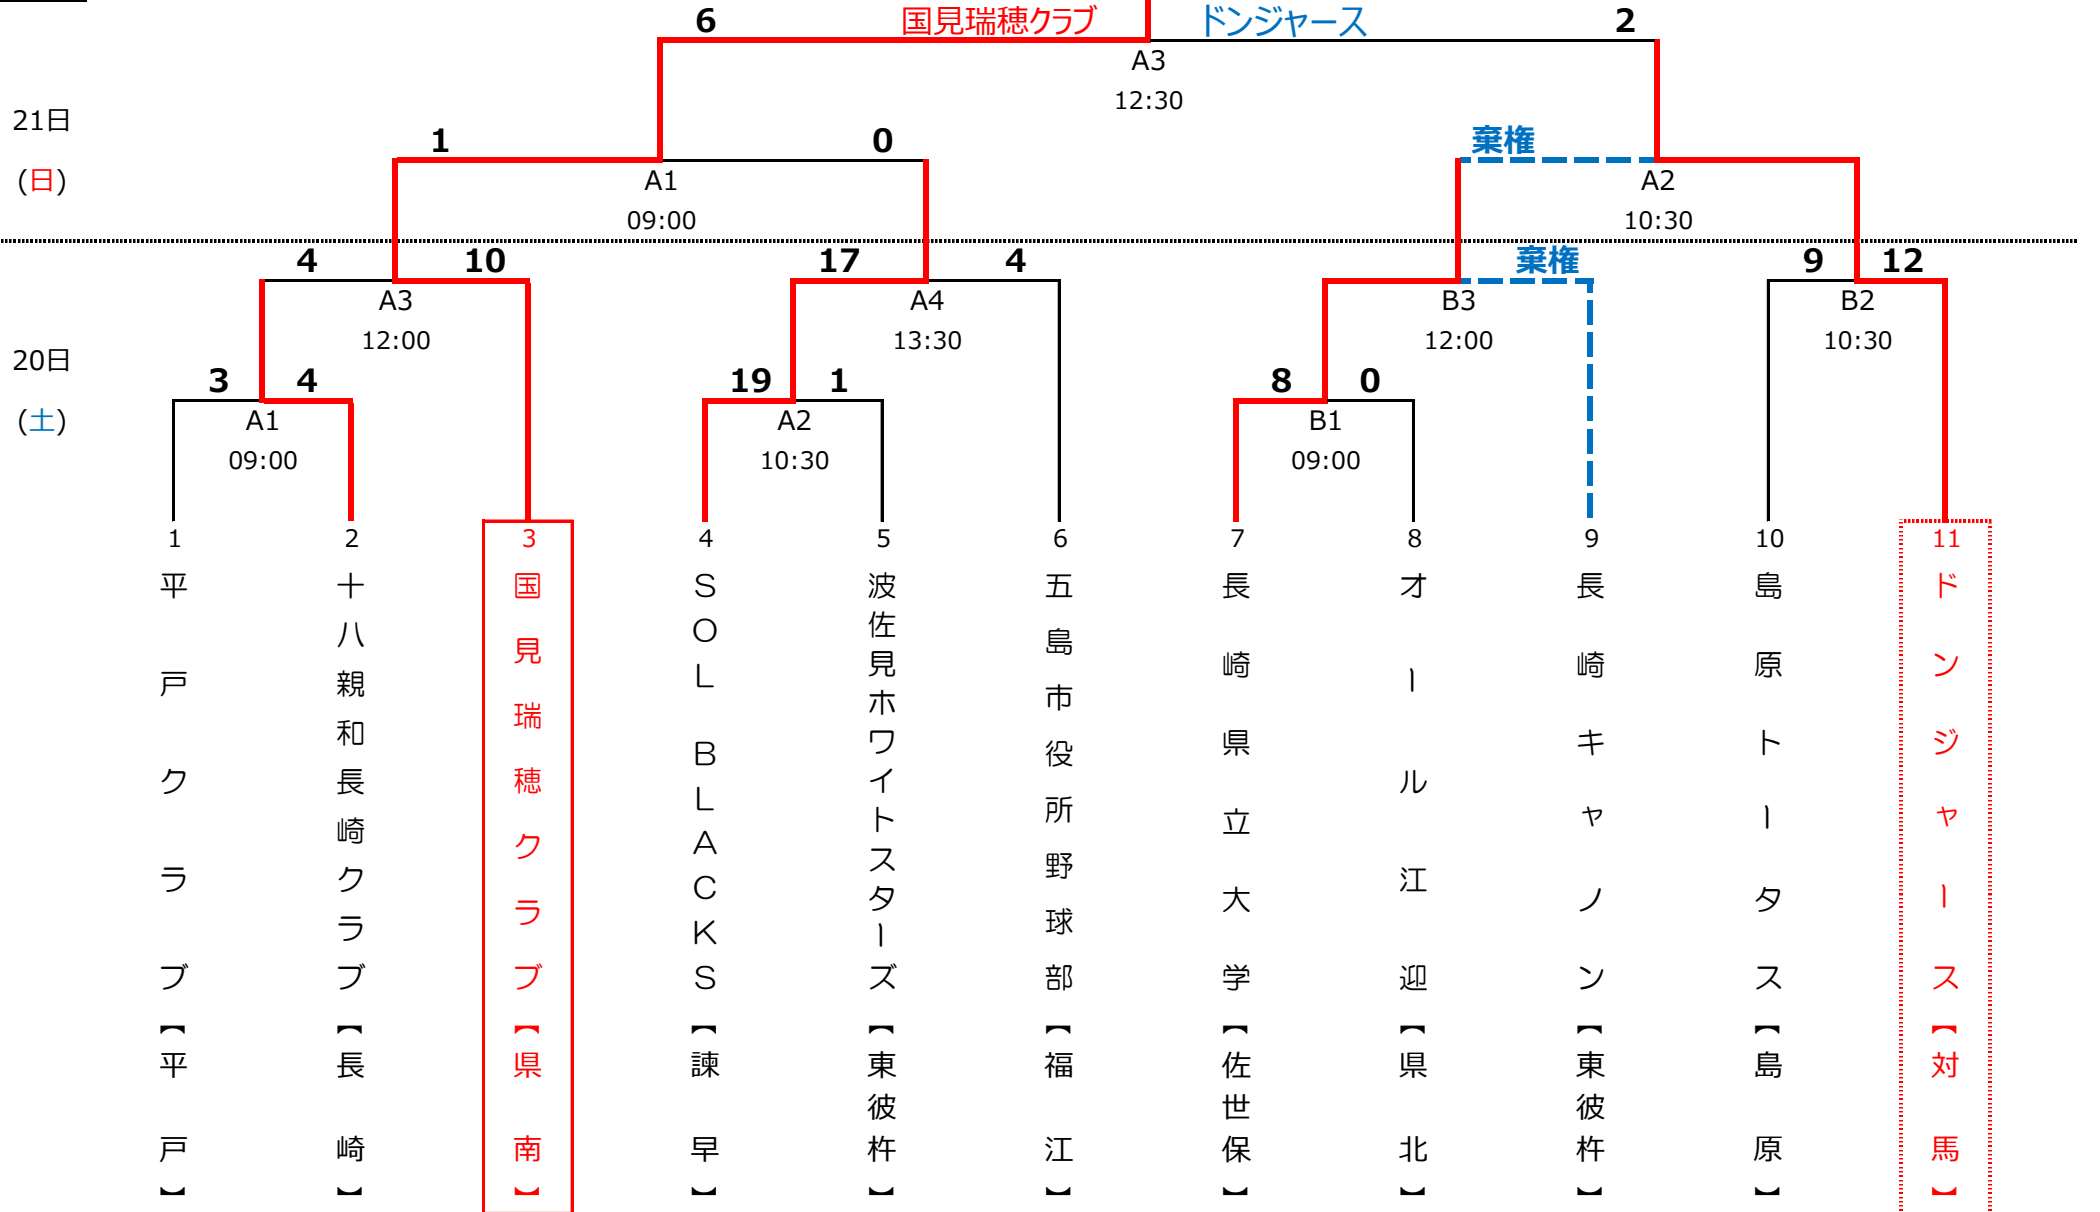 6 国見瑞穂クラブ ドンジャース 2
A3
12:30
21日
(日)
1 0 棄権
A1 A2
09:00 10:30
4 10 17 4 棄権 9 12
A3 A4 B3 B2
12:00 13:30 12:00 10:30
20日
(土)
3 4 19 1 8 0
A1 A2 B1
09:00 10:30 09:00
1 2 3 4 5 6 7 8 9 10 11
平戸クラブ【平戸】
十八親和長崎クラブ【長崎】
国見瑞穂クラブ【県南】
SOL BLACKS【諫早】
波佐見ホワイトスターズ【東彼杵】
五島市役所野球部【福江】
長崎県立大学【佐世保】
オール江迎【県北】
長崎キャノン【東彼杵】
島原トータス【島原】
ドンジャース【対馬】